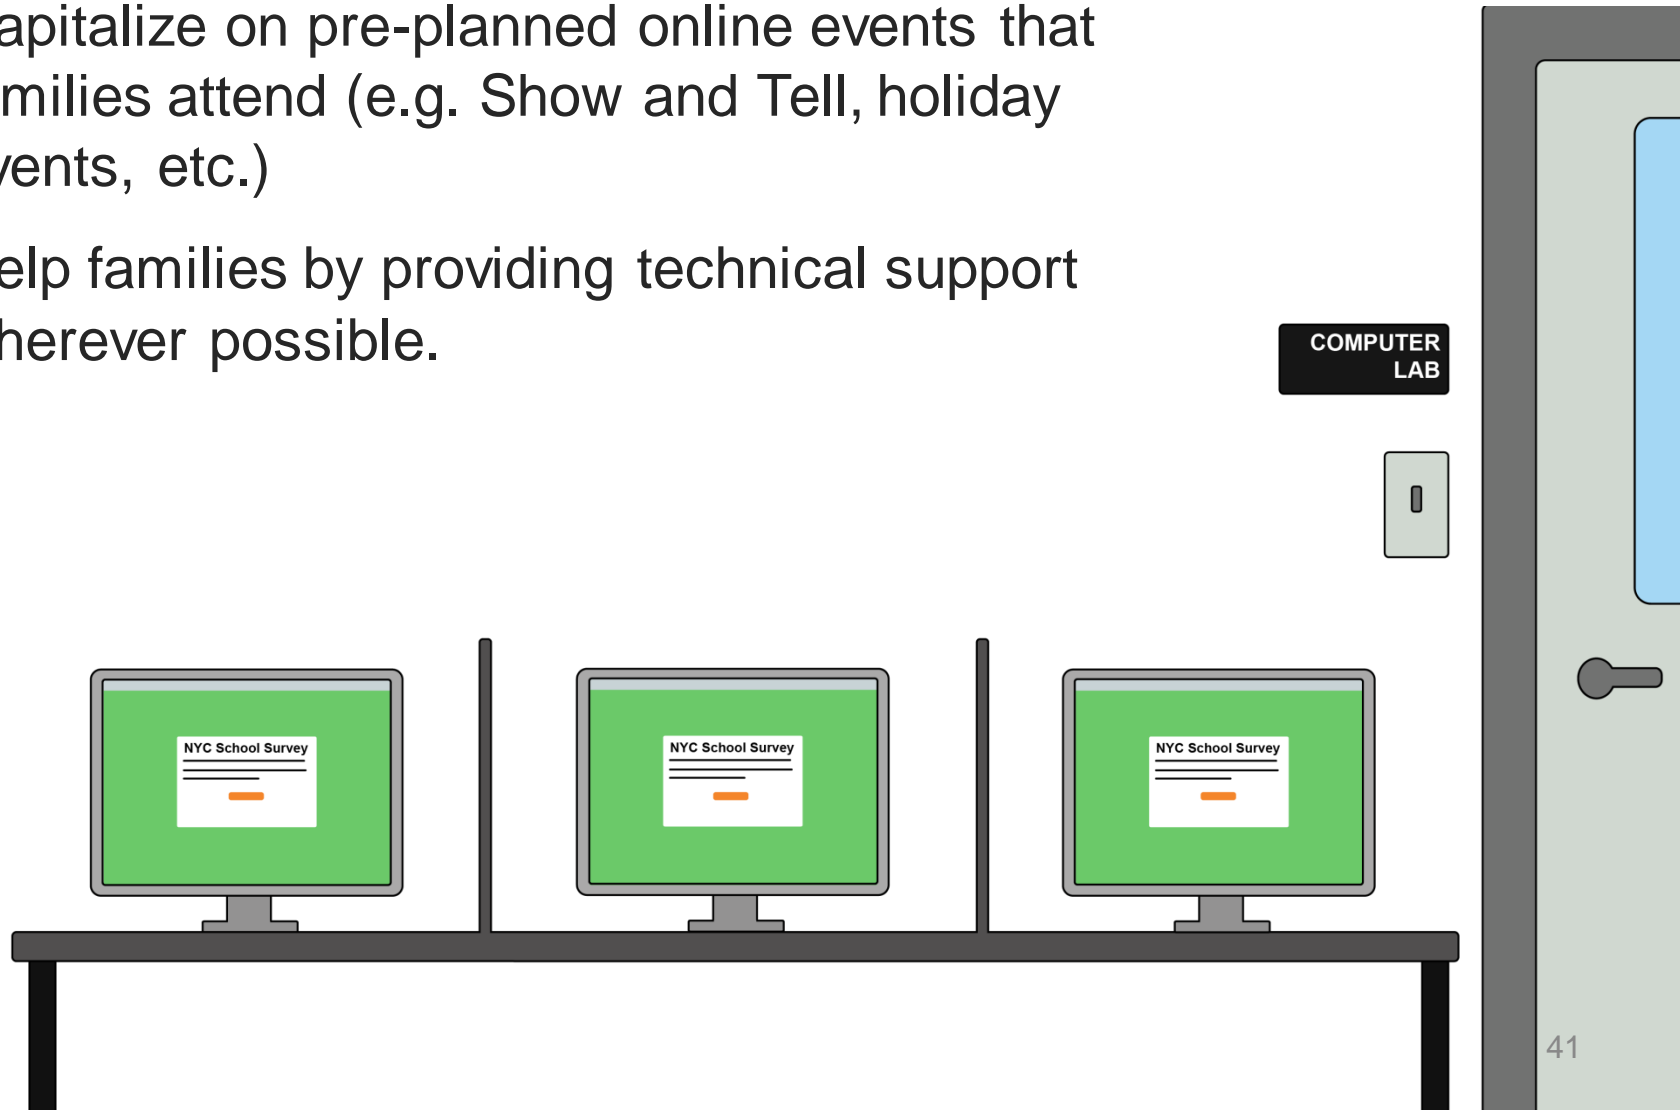 apitalize on pre-planned online events that
milies attend (e.g. Show and Tell, holiday
vents, etc.)
elp families by providing technical support
herever possible.
COMPUTER
LAB
NYC School Survey
NYC School Survey
NYC School Survey
41